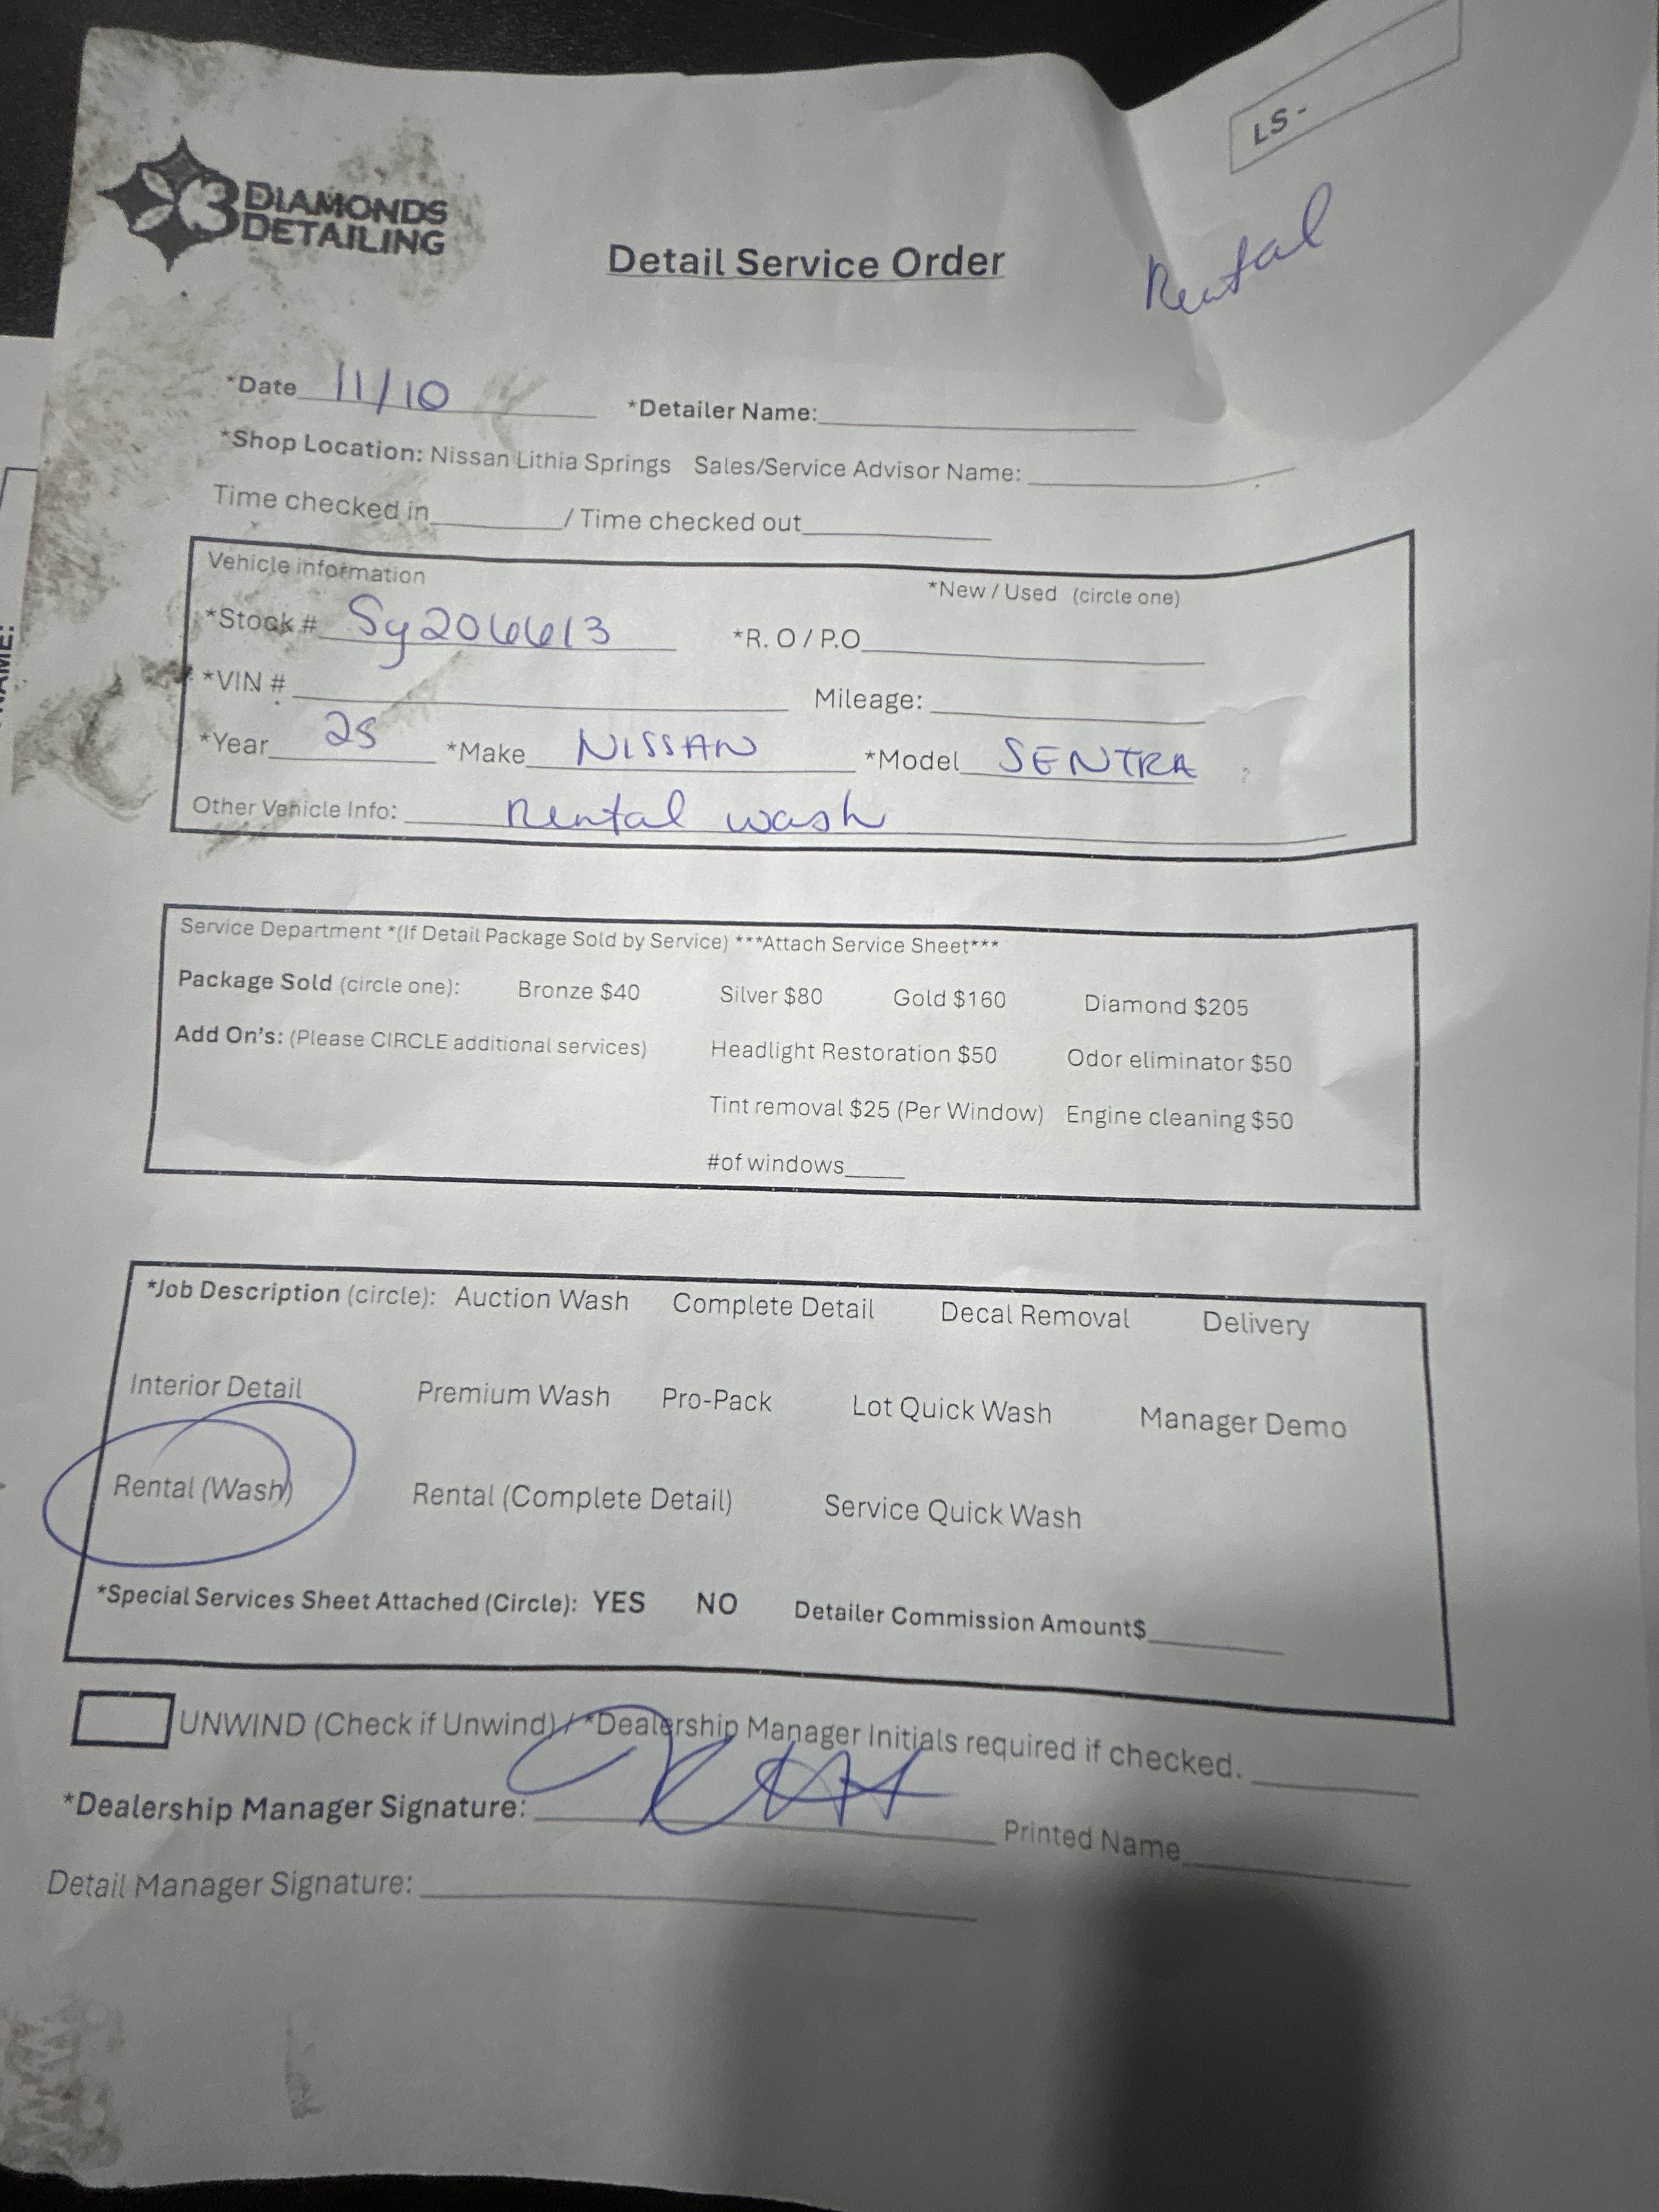 LS-
3 DIAMONDS
DETAILING
Detail Service Order
Rental
*Date 11/10 *Detailer Name:
*Shop Location: Nissan Lithia Springs Sales/Service Advisor Name:
Time checked in / Time checked out
Vehicle information
*New / Used (circle one)
*Stock # Sy206613 *R. O / P.O
*VIN # Mileage:
*Year 25 *Make NISSAN *Model SENTRA
Other Vehicle Info: Rental wash
Service Department *(If Detail Package Sold by Service) ***Attach Service Sheet***
Package Sold (circle one): Bronze $40 Silver $80 Gold $160 Diamond $205
Add On's: (Please CIRCLE additional services) Headlight Restoration $50 Odor eliminator $50
Tint removal $25 (Per Window) Engine cleaning $50
#of windows
*Job Description (circle): Auction Wash Complete Detail Decal Removal Delivery
Interior Detail Premium Wash Pro-Pack Lot Quick Wash Manager Demo
Rental (Wash) Rental (Complete Detail) Service Quick Wash
*Special Services Sheet Attached (Circle): YES NO Detailer Commission Amount$
UNWIND (Check if Unwind) / *Dealership Manager Initials required if checked.
*Dealership Manager Signature: Printed Name
Detail Manager Signature: